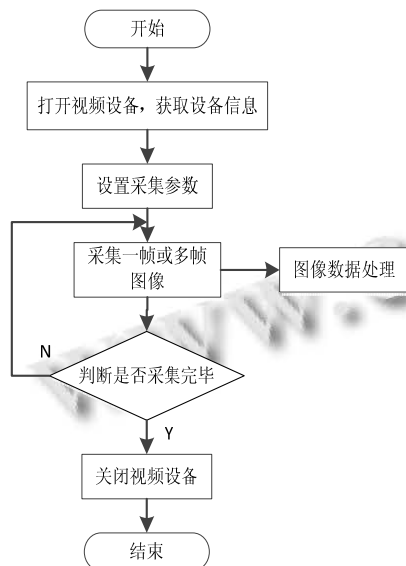 开始
打开视频设备，获取设备信息
设置采集参数
采集一帧或多帧
图像
图像数据处理
N
判断是否采集完毕
Y
关闭视频设备
结束